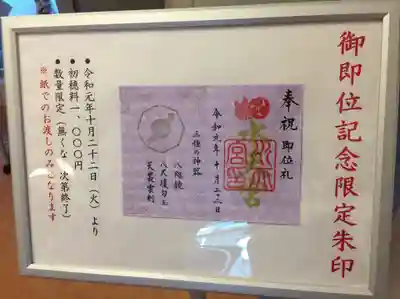 御即位記念限定朱印
奉祝 御即位礼
令和元年十月二二日
三種の神器
八咫鏡
八尺瓊勾玉
天叢雲剣
●令和元年十月二十二日（火）より
●初穂料一、〇〇〇円
●数量限定（無くなり次第終了）
※紙でのお渡しのみとなります